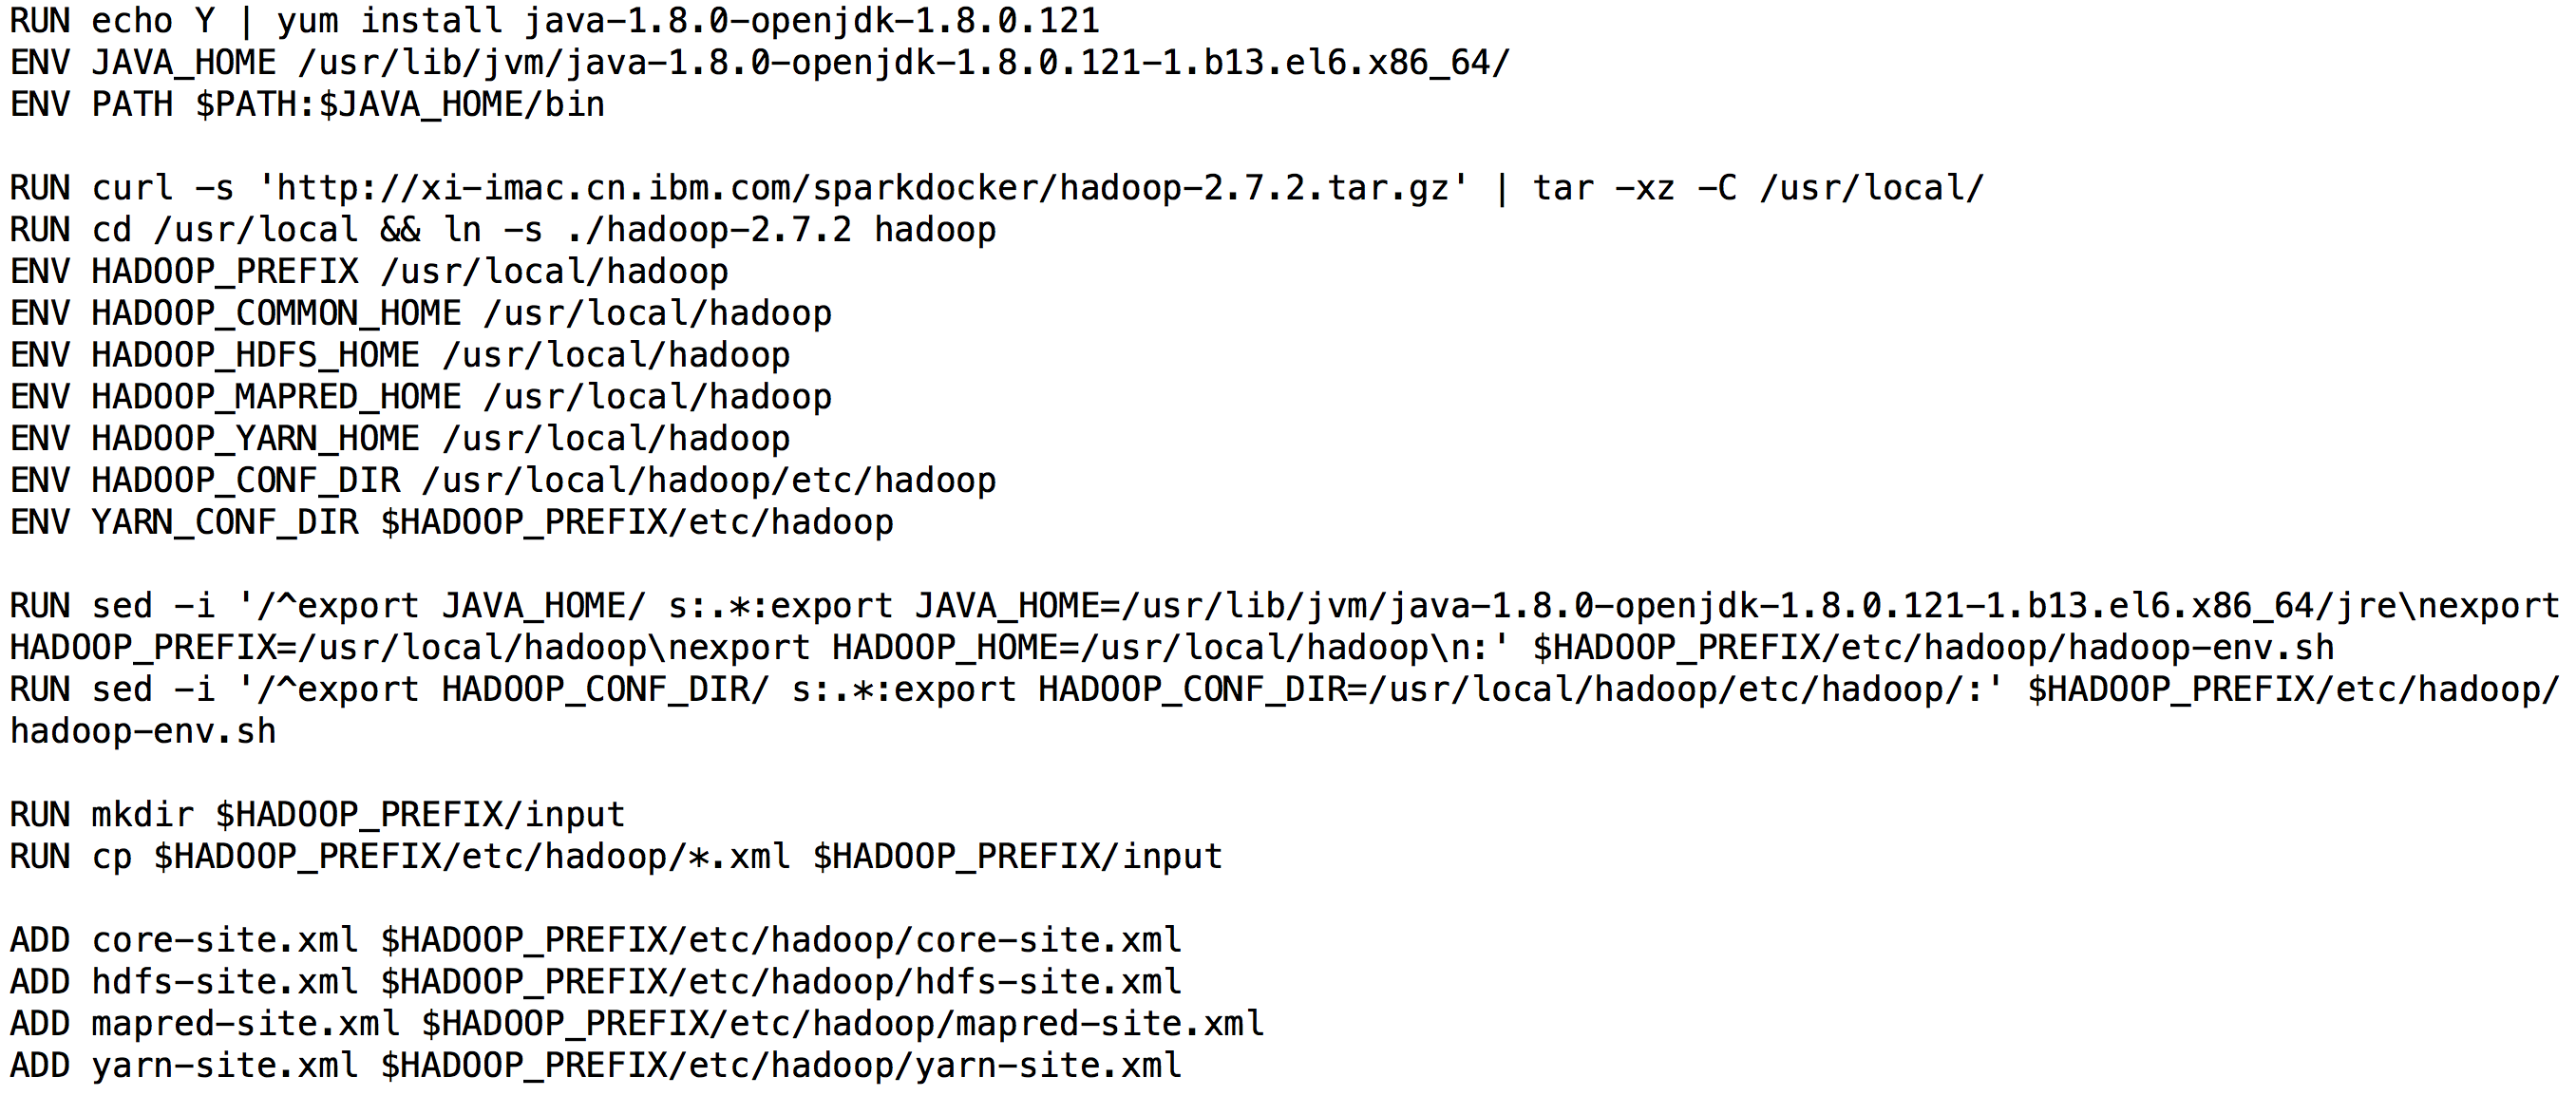 RUN echo Y | yum install java-1.8.0-openjdk-1.8.0.121
ENV JAVA_HOME /usr/lib/jvm/java-1.8.0-openjdk-1.8.0.121-1.b13.el6.x86_64/
ENV PATH $PATH:$JAVA_HOME/bin
RUN curl -s 'http://xi-imac.cn.ibm.com/sparkdocker/hadoop-2.7.2.tar.gz' | tar -xz -C /usr/local/
RUN cd /usr/local && ln -s ./hadoop-2.7.2 hadoop
ENV HADOOP_PREFIX /usr/local/hadoop
ENV HADOOP_COMMON_HOME /usr/local/hadoop
ENV HADOOP_HDFS_HOME /usr/local/hadoop
ENV HADOOP_MAPRED_HOME /usr/local/hadoop
ENV HADOOP_YARN_HOME /usr/local/hadoop
ENV HADOOP_CONF_DIR /usr/local/hadoop/etc/hadoop
ENV YARN_CONF_DIR $HADOOP_PREFIX/etc/hadoop
RUN sed -i '/^export JAVA_HOME/ s:.*:export JAVA_HOME=/usr/lib/jvm/java-1.8.0-openjdk-1.8.0.121-1.b13.el6.x86_64/jre\nexport
HADOOP_PREFIX=/usr/local/hadoop\nexport HADOOP_HOME=/usr/local/hadoop\n:' $HADOOP_PREFIX/etc/hadoop/hadoop-env.sh
RUN sed -i '/^export HADOOP_CONF_DIR/ s:.*:export HADOOP_CONF_DIR=/usr/local/hadoop/etc/hadoop/:' $HADOOP_PREFIX/etc/hadoop/
hadoop-env.sh
RUN mkdir $HADOOP_PREFIX/input
RUN cp $HADOOP_PREFIX/etc/hadoop/*.xml $HADOOP_PREFIX/input
ADD core-site.xml $HADOOP_PREFIX/etc/hadoop/core-site.xml
ADD hdfs-site.xml $HADOOP_PREFIX/etc/hadoop/hdfs-site.xml
ADD mapred-site.xml $HADOOP_PREFIX/etc/hadoop/mapred-site.xml
ADD yarn-site.xml $HADOOP_PREFIX/etc/hadoop/yarn-site.xml